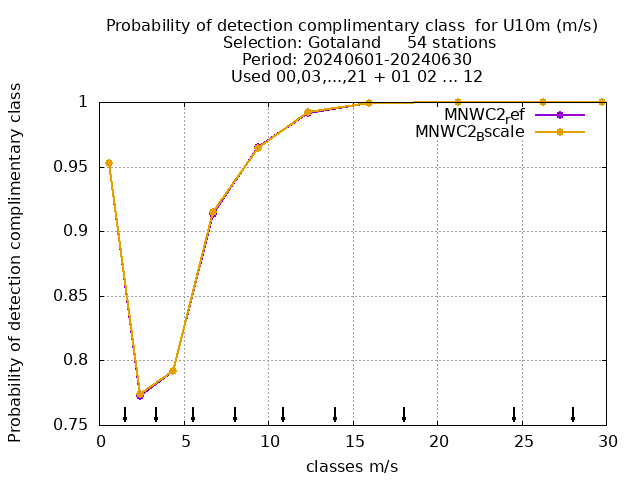 Probability of detection complimentary class  for U10m (m/s)
Selection: Gotaland     54 stations
Period: 20240601-20240630
Used 00,03,...,21 + 01 02 ... 12
Probability of detection complimentary class
1
0.95
0.9
0.85
0.8
0.75
MNWC2ref
MNWC2Bscale
0 5 10 15 20 25 30
classes m/s